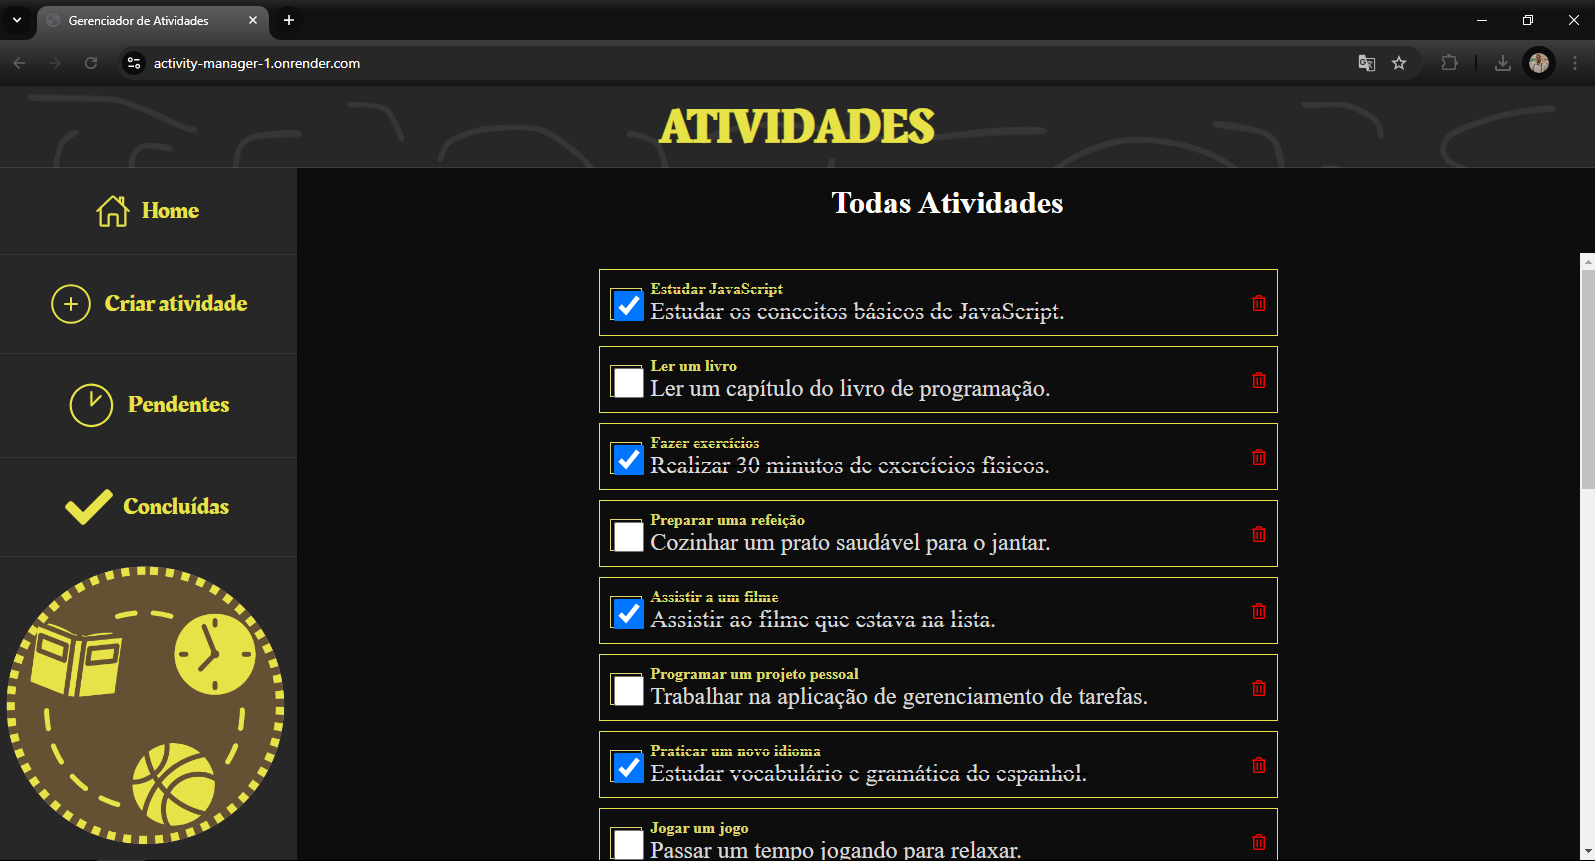 Gerenciador de Atividades
activity-manager-1.onrender.com
ATIVIDADES
Home
Criar atividade
Pendentes
Concluídas
Todas Atividades
Estudar JavaScript
Estudar os conceitos básicos de JavaScript.
Ler um livro
Ler um capítulo do livro de programação.
Fazer exercícios
Realizar 30 minutos de exercícios físicos.
Preparar uma refeição
Cozinhar um prato saudável para o jantar.
Assistir a um filme
Assistir ao filme que estava na lista.
Programar um projeto pessoal
Trabalhar na aplicação de gerenciamento de tarefas.
Praticar um novo idioma
Estudar vocabulário e gramática do espanhol.
Jogar um jogo
Passar um tempo jogando para relaxar.